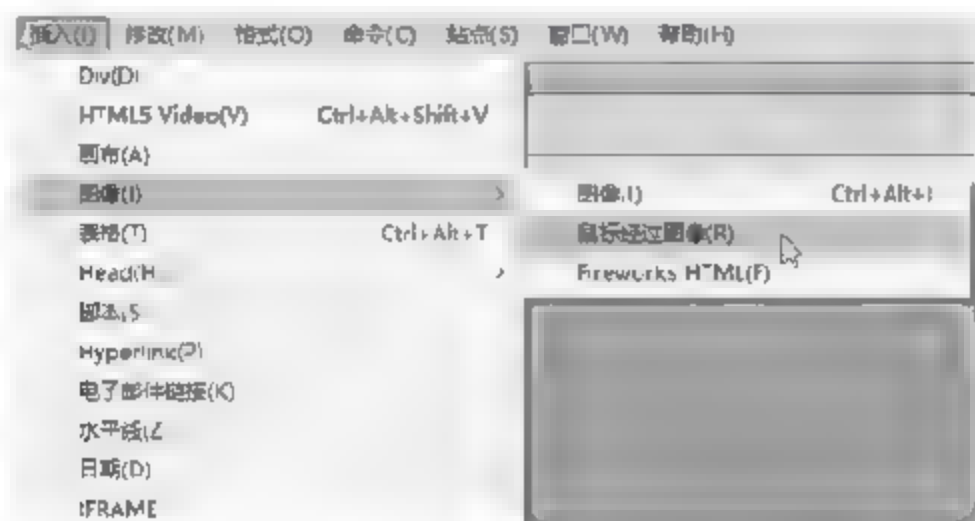 插入(I) 修改(M) 格式(O) 命令(C) 站点(S) 窗口(W) 帮助(H)
Div(D)
HTML5 Video(V) Ctrl+Alt+Shift+V
画布(A)
图像(I) >
图像(I) Ctrl+Alt+I
表格(T) Ctrl+Alt+T
鼠标经过图像(R)
Head(H >
Fireworks HTML(F)
脚本(S
Hyperlink(P)
电子邮件链接(K)
水平线(Z
日期(D)
IFRAME